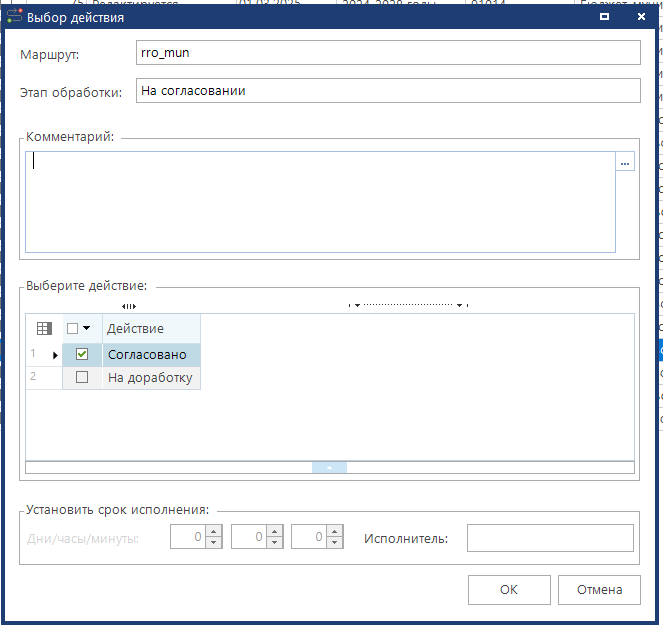 Выбор действия
Маршрут: rro_mun
Этап обработки: На согласовании
Комментарий:
...
Выберите действие:
Действие
1 Согласовано
2 На доработку
Установить срок исполнения:
Дни/часы/минуты: 0 0 0 Исполнитель:
OK Отмена